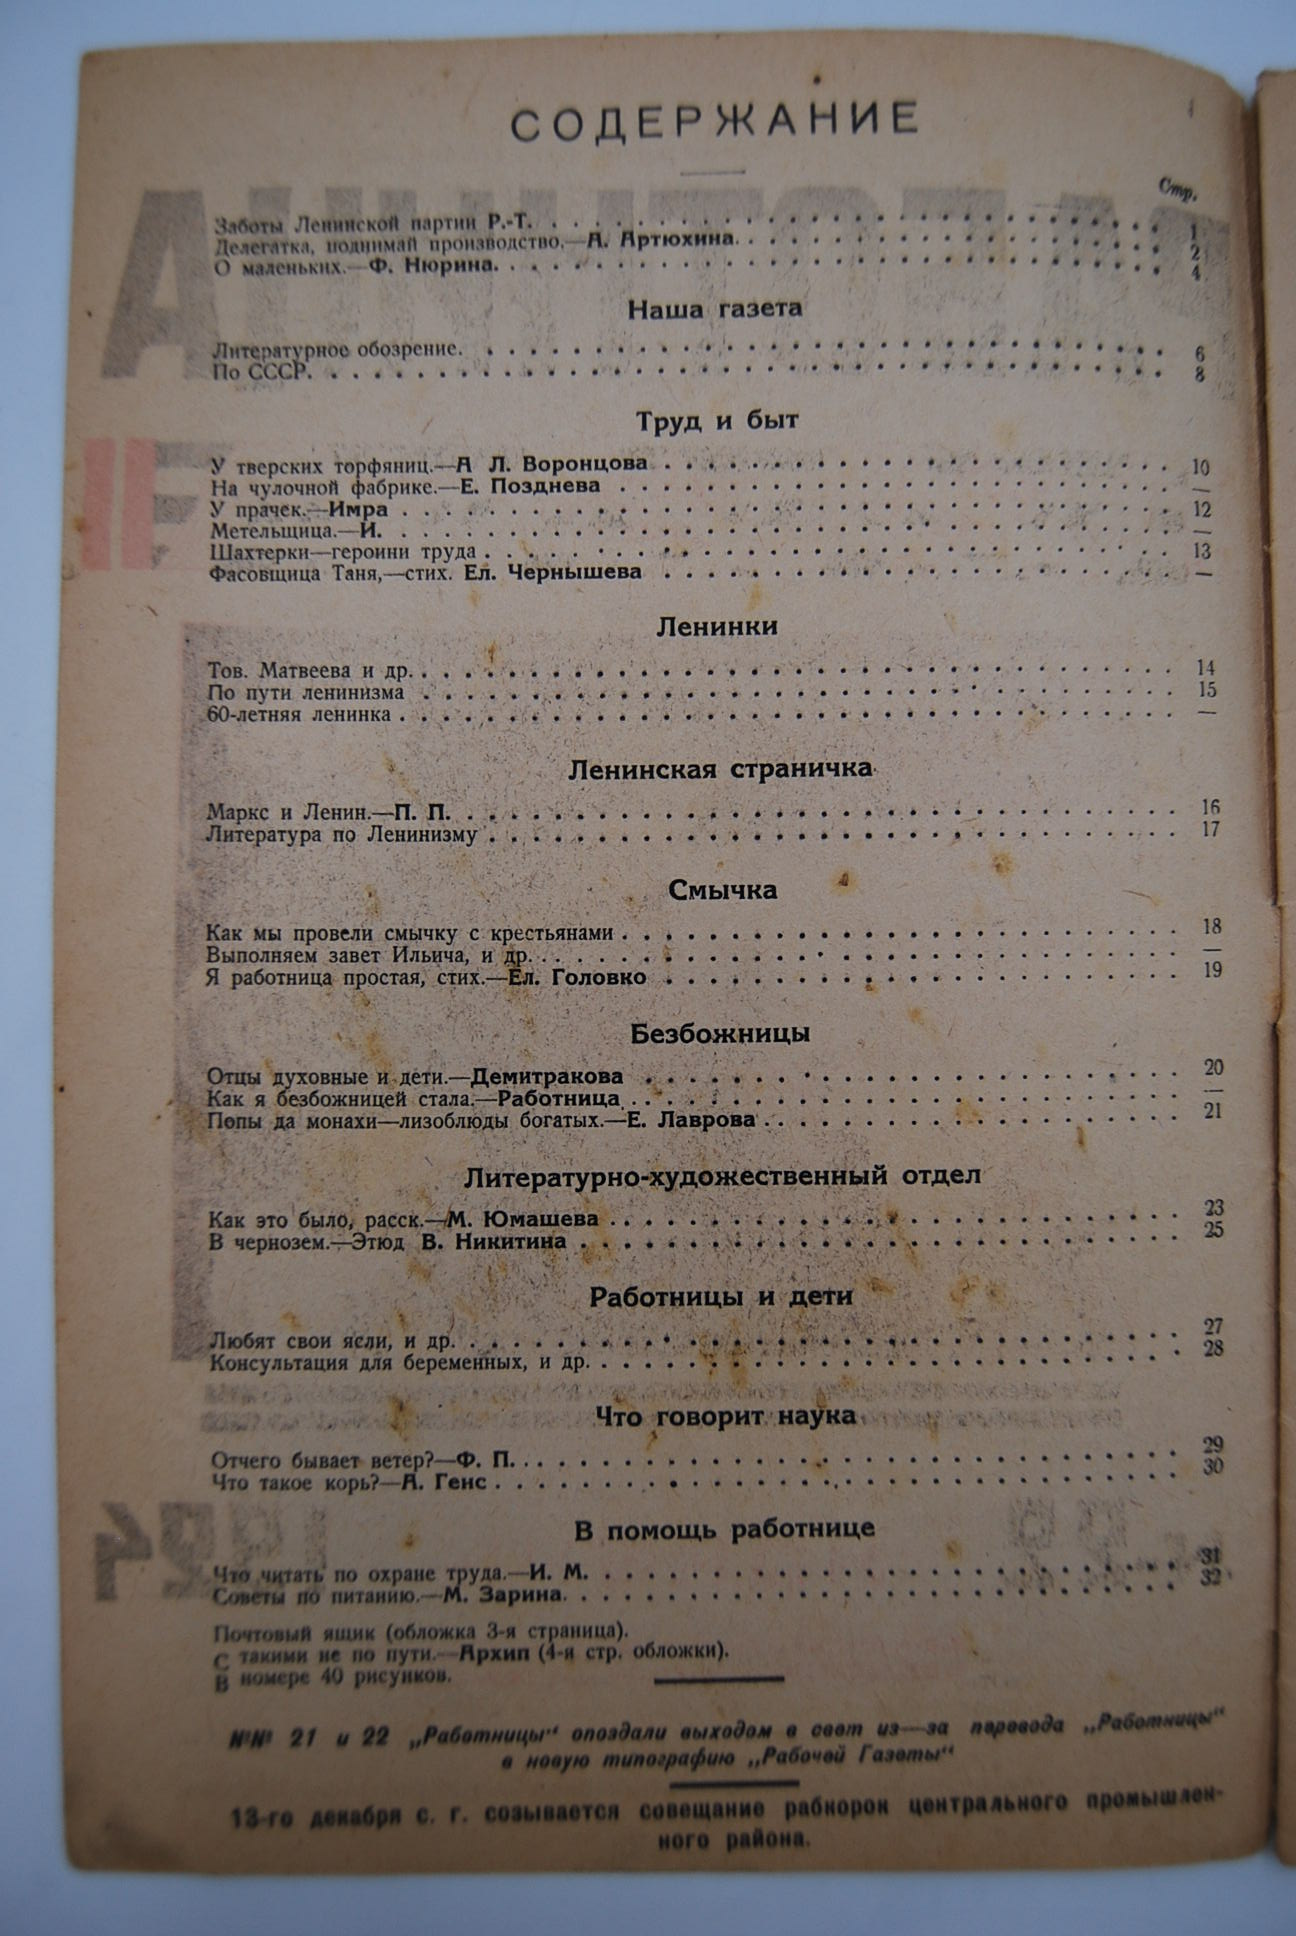 СОДЕРЖАНИЕ
Стр.
Заботы Ленинской партии Р.-Т. . . . . . . . . . . . . . . . . . . . 1
Делегатка, поднимай производство.—А. Артюхина. . . . . . . . . . . . . . . . 2
О маленьких.—Ф. Нюрина. . . . . . . . . . . . . . . . . . . . 4
Наша газета
Литературное обозрение. . . . . . . . . . . . . . . . . . . . 6
По СССР. . . . . . . . . . . . . . . . . . . . 8
Труд и быт
У тверских торфяниц.—А Л. Воронцова . . . . . . . . . . . . . . . . 10
На чулочной фабрике.—Е. Позднева . . . . . . . . . . . . . . . . —
У прачек.—Имра . . . . . . . . . . . . . . . . 12
Метельщица.—И. . . . . . . . . . . . . . . . . —
Шахтерки—героини труда . . . . . . . . . . . . . . . . 13
Фасовщица Таня,—стих. Ел. Чернышева . . . . . . . . . . . . . . . . —
Ленинки
Тов. Матвеева и др. . . . . . . . . . . . . . . . . 14
По пути ленинизма . . . . . . . . . . . . . . . . 15
60-летняя ленинка . . . . . . . . . . . . . . . . —
Ленинская страничка
Маркс и Ленин.—П. П. . . . . . . . . . . . . . . . . 16
Литература по Ленинизму . . . . . . . . . . . . . . . . 17
Смычка
Как мы провели смычку с крестьянами . . . . . . . . . . . . . . . . 18
Выполняем завет Ильича, и др. . . . . . . . . . . . . . . . . —
Я работница простая, стих.—Ел. Головко . . . . . . . . . . . . . . . . 19
Безбожницы
Отцы духовные и дети.—Демитракова . . . . . . . . . . . . . . . . 20
Как я безбожницей стала.—Работница . . . . . . . . . . . . . . . . —
Попы да монахи—лизоблюды богатых.—Е. Лаврова . . . . . . . . . . . . . . . . 21
Литературно-художественный отдел
Как это было, расск.—М. Юмашева . . . . . . . . . . . . . . . . 23
В чернозем.—Этюд В. Никитина . . . . . . . . . . . . . . . . 25
Работницы и дети
Любят свои ясли, и др. . . . . . . . . . . . . . . . . 27
Консультация для беременных, и др. . . . . . . . . . . . . . . . . 28
Что говорит наука
Отчего бывает ветер?—Ф. П. . . . . . . . . . . . . . . . . 29
Что такое корь?—А. Генс . . . . . . . . . . . . . . . . 30
В помощь работнице
Что читать по охране труда.—И. М. . . . . . . . . . . . . . . . . 31
Советы по питанию.—М. Зарина. . . . . . . . . . . . . . . . . 32
Почтовый ящик (обложка 3-я страница).
С такими не по пути.—Архип (4-я стр. обложки).
В номере 40 рисунков.
№№ 21 и 22 „Работницы“ опоздали выходом в свет из—за перевода „Работницы“
в новую типографию „Рабочей Газеты“
13-го декабря с. г. созывается совещание рабкорок центрального промышлен-
ного района.